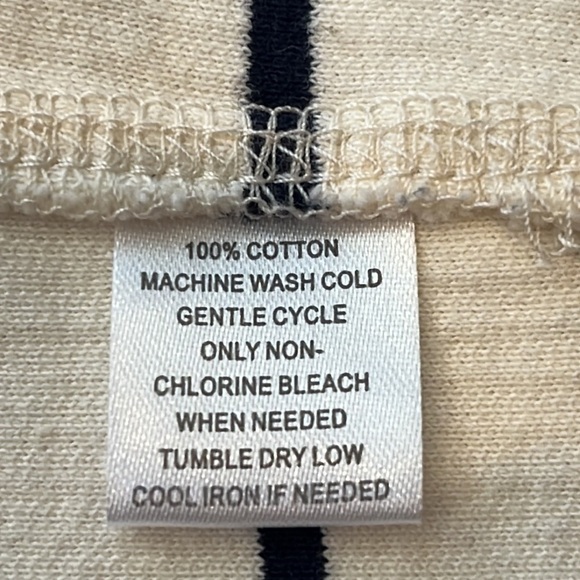 100% COTTON
MACHINE WASH COLD
GENTLE CYCLE
ONLY NON-
CHLORINE BLEACH
WHEN NEEDED
TUMBLE DRY LOW
COOL IRON IF NEEDED